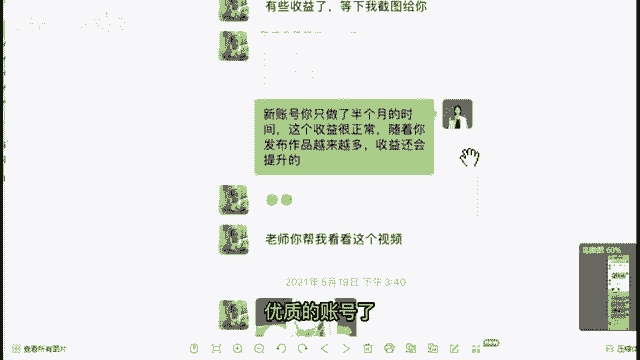 有些收益了，等下我截图给你
新账号你只做了半个月的时
间，这个收益很正常，随着你
发布作品越来越多，收益还会
提升的
老师你帮我看看这个视频
2021年5月19日 下午 3:40
优质的账号了
查看所有图片